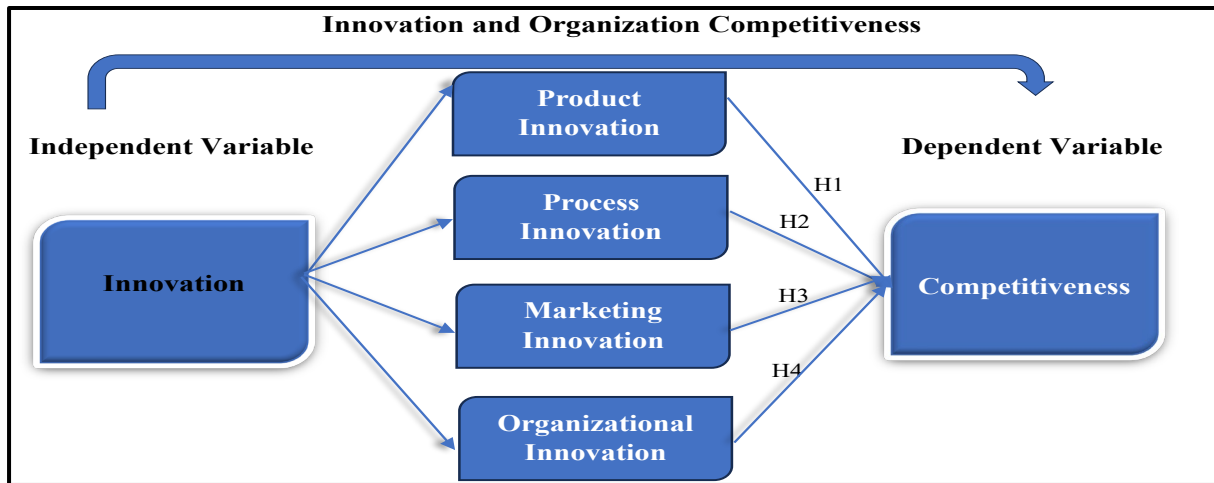 Innovation and Organization Competitiveness
Independent Variable
Innovation
Product
Innovation
Process
Innovation
Marketing
Innovation
Organizational
Innovation
H1
H2
H3
H4
Dependent Variable
Competitiveness